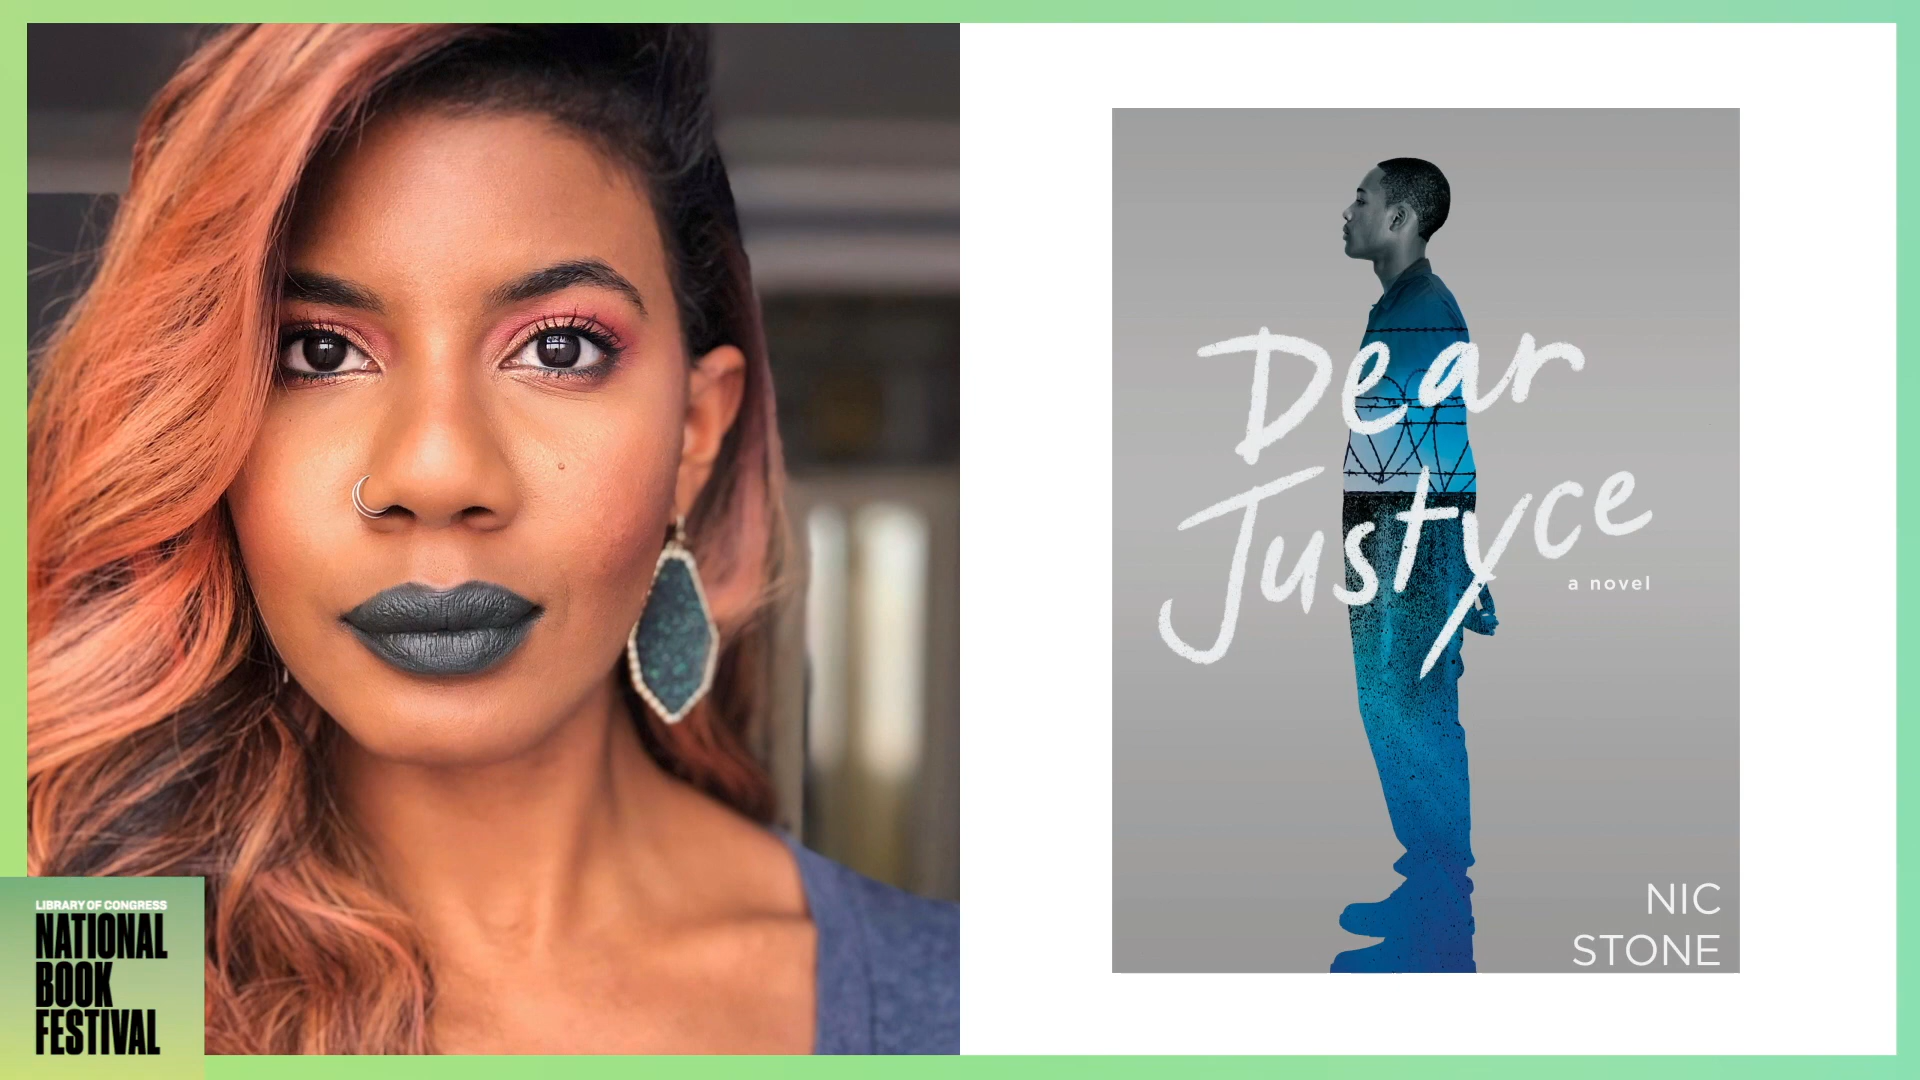 LIBRARY OF CONGRESS
NATIONAL
BOOK
FESTIVAL
Dear
Justyce
a novel
NIC
STONE